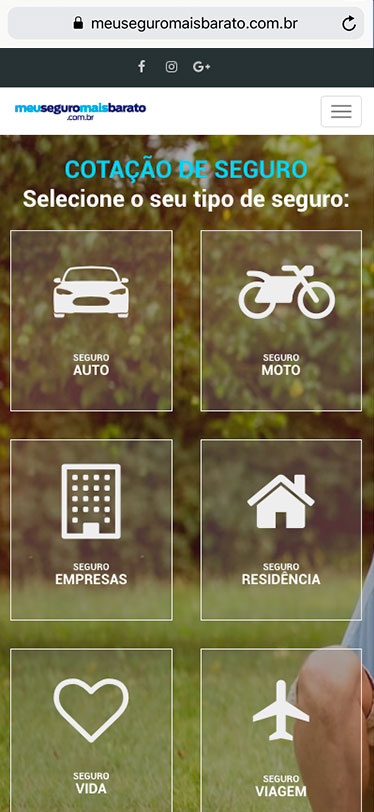 meuseguromaisbarato.com.br
G+
meuseguromaisbarato
.com.br
COTAÇÃO DE SEGURO
Selecione o seu tipo de seguro:
SEGURO
AUTO
SEGURO
MOTO
SEGURO
EMPRESAS
SEGURO
RESIDÊNCIA
SEGURO
VIDA
SEGURO
VIAGEM